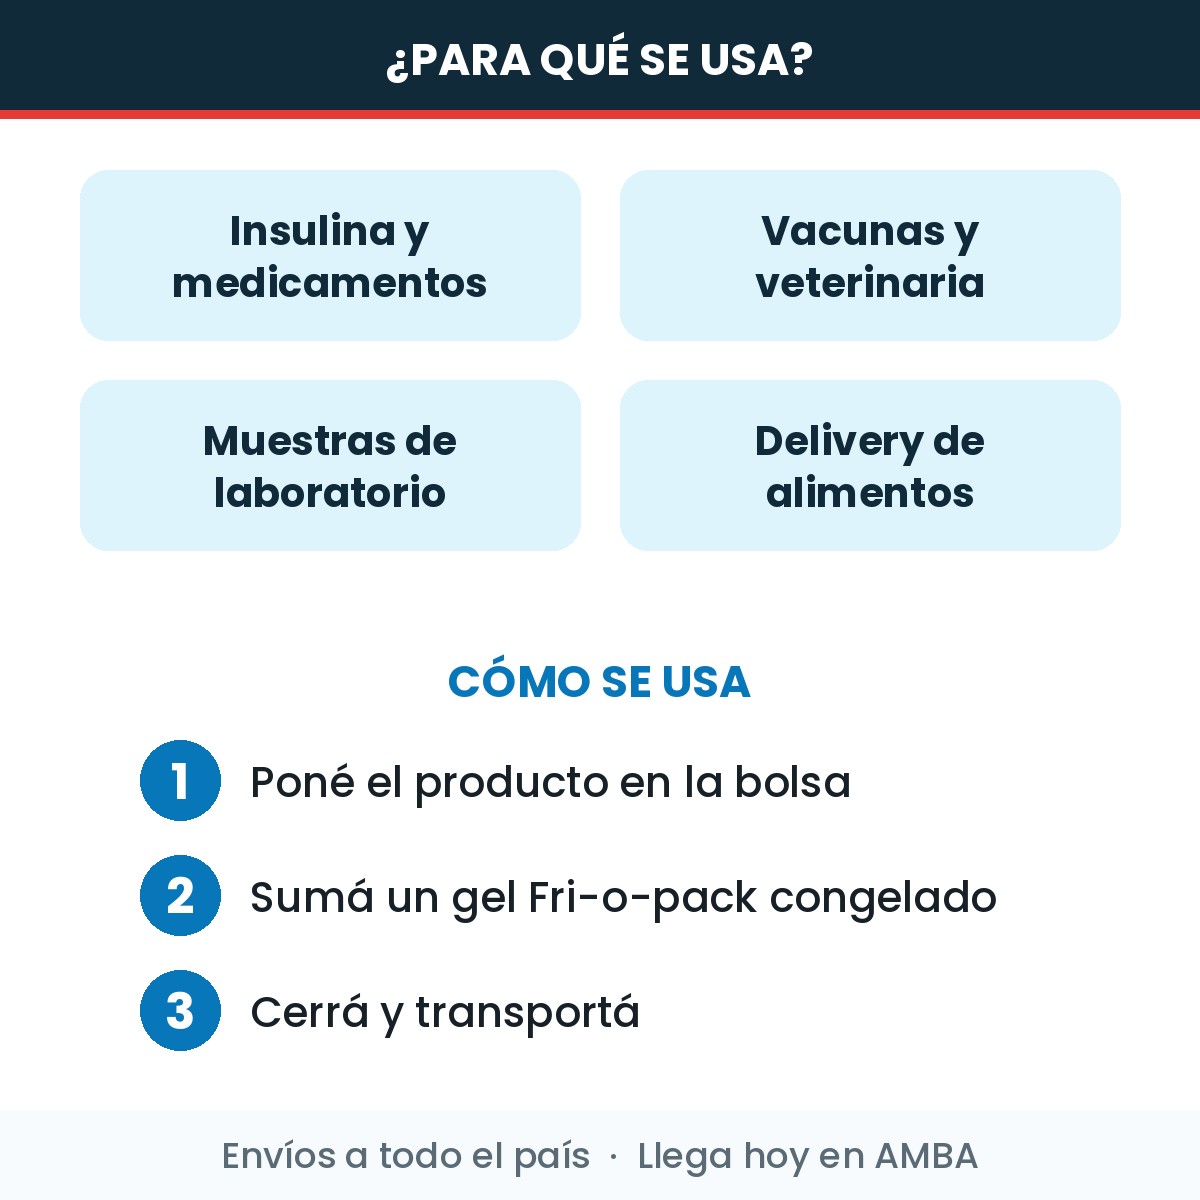 ¿PARA QUÉ SE USA?
Insulina y
medicamentos
Vacunas y
veterinaria
Muestras de
laboratorio
Delivery de
alimentos
CÓMO SE USA
1 Poné el producto en la bolsa
2 Sumá un gel Fri-o-pack congelado
3 Cerrá y transportá
Envíos a todo el país · Llega hoy en AMBA